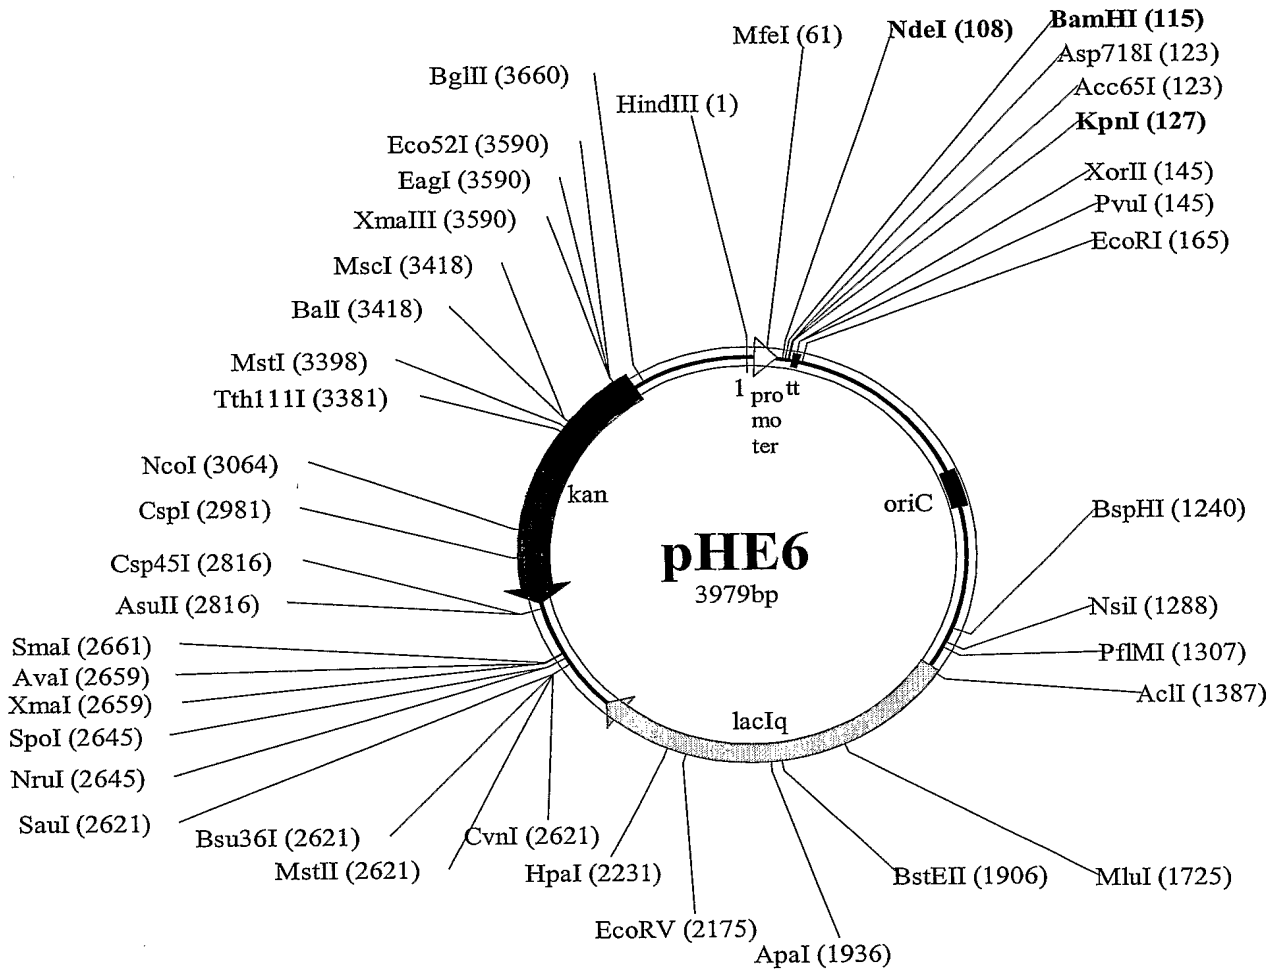 MfeI (61)
NdeI (108)
BamHI (115)
Asp718I (123)
Acc65I (123)
KpnI (127)
XorII (145)
PvuI (145)
EcoRI (165)
BglII (3660)
HindIII (1)
Eco52I (3590)
EagI (3590)
XmaIII (3590)
MscI (3418)
BalI (3418)
MstI (3398)
Tth111I (3381)
NcoI (3064)
CspI (2981)
Csp45I (2816)
AsuII (2816)
SmaI (2661)
AvaI (2659)
XmaI (2659)
SpoI (2645)
NruI (2645)
SauI (2621)
Bsu36I (2621)
MstII (2621)
CvnI (2621)
HpaI (2231)
EcoRV (2175)
ApaI (1936)
BstEII (1906)
MluI (1725)
AclI (1387)
PflMI (1307)
NsiI (1288)
BspHI (1240)
1
pro
mo
ter
tt
oriC
kan
lacIq
pHE6
3979bp